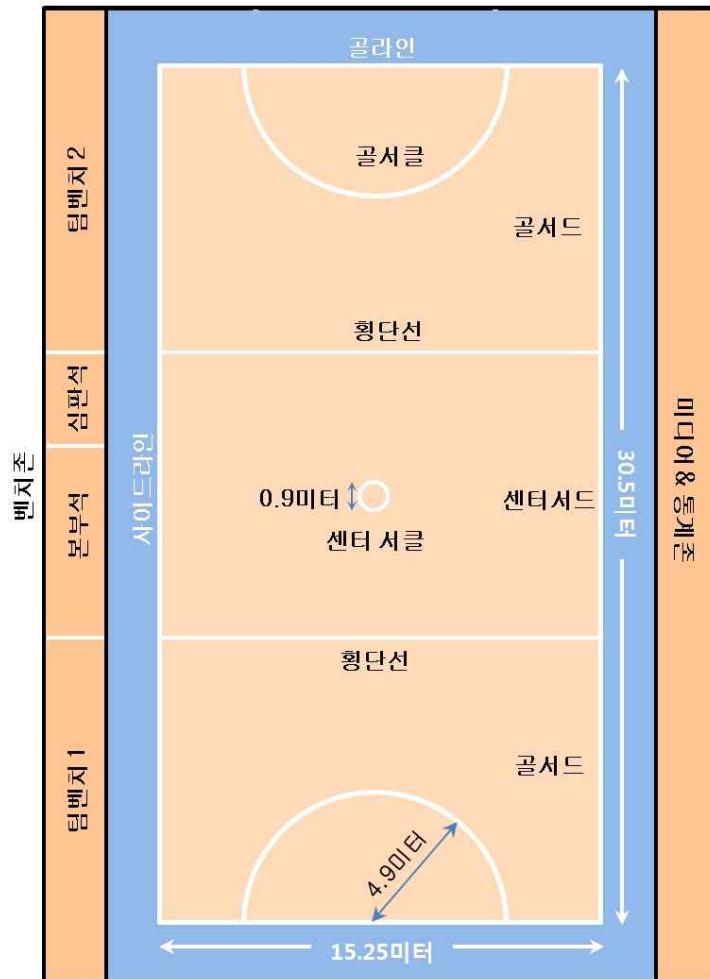 골라인
골서클
팀벤치2
골서드
횡단선
심판석
벤치존
본부석
사이드라인
0.9미터
센터 서클
센터서드
30.5미터
미디어& 통계존
횡단선
팀벤치1
골서드
4.9미터
15.25미터